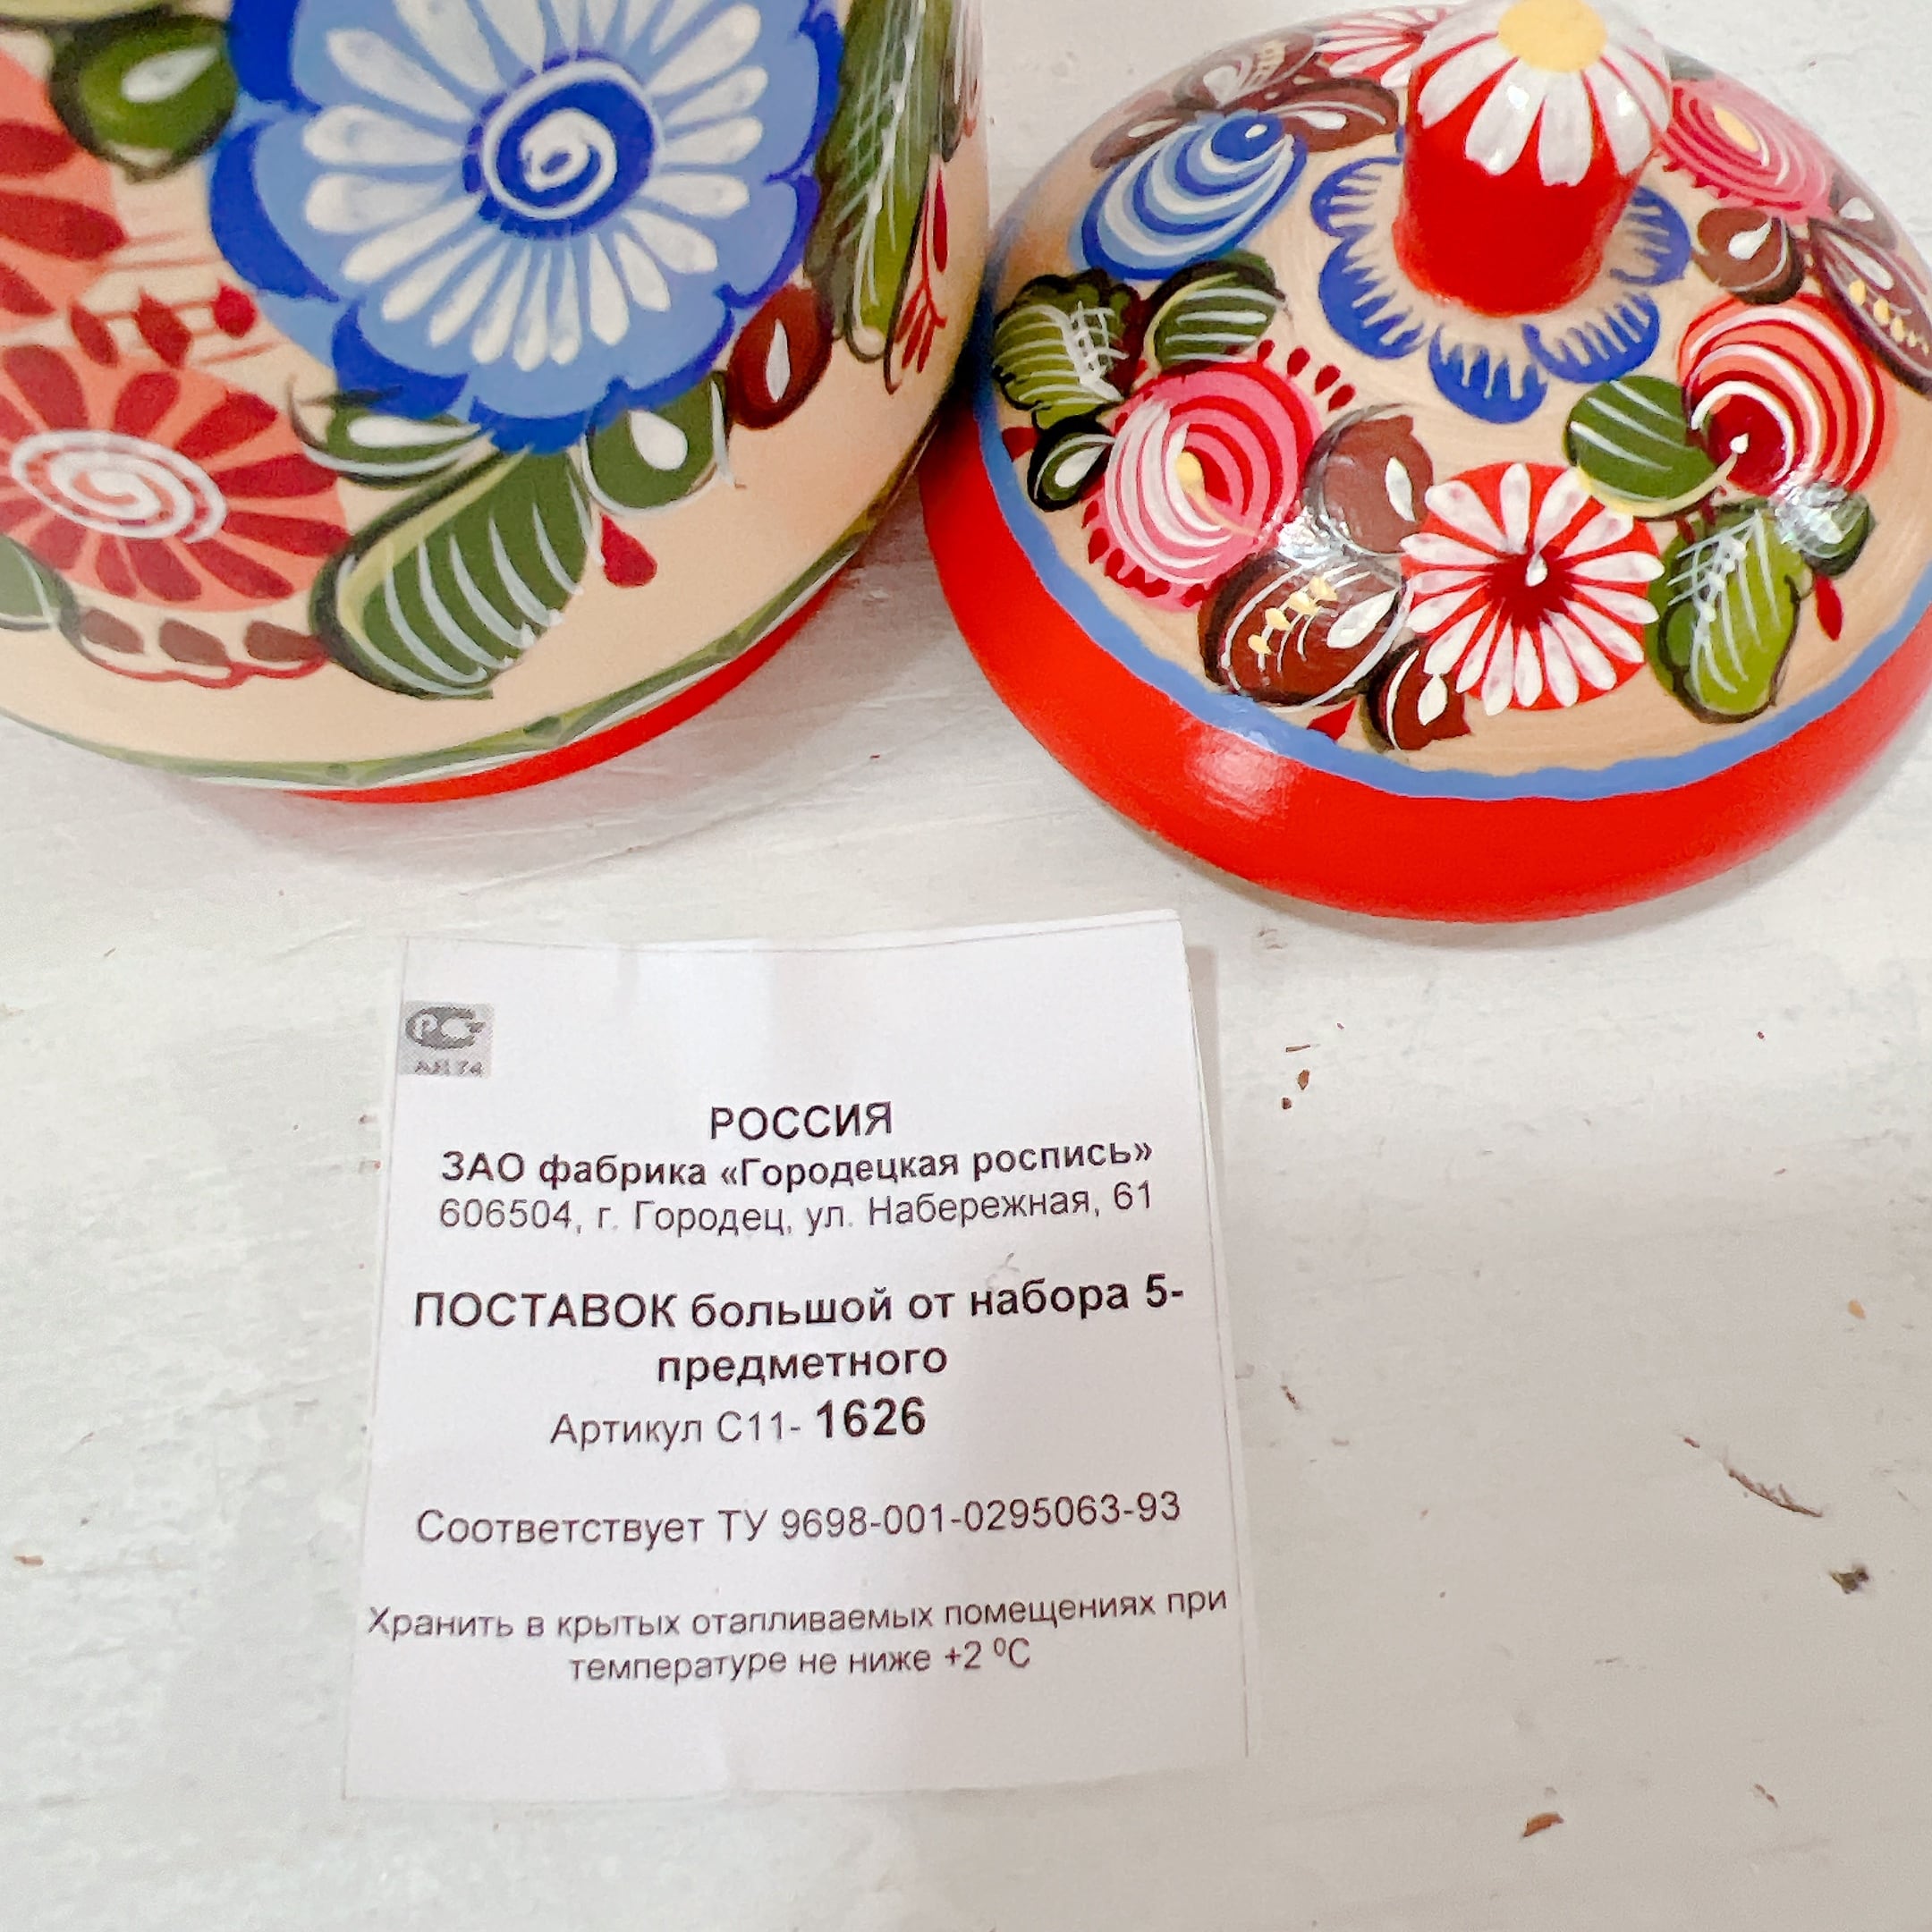 РОССИЯ
ЗАО фабрика «Городецкая роспись»
606504, г. Городец, ул. Набережная, 61
ПОСТАВОК большой от набора 5-
предметного
Артикул С11- 1626
Соответствует ТУ 9698-001-0295063-93
Хранить в крытых отапливаемых помещениях при
температуре не ниже +2 ⁰С